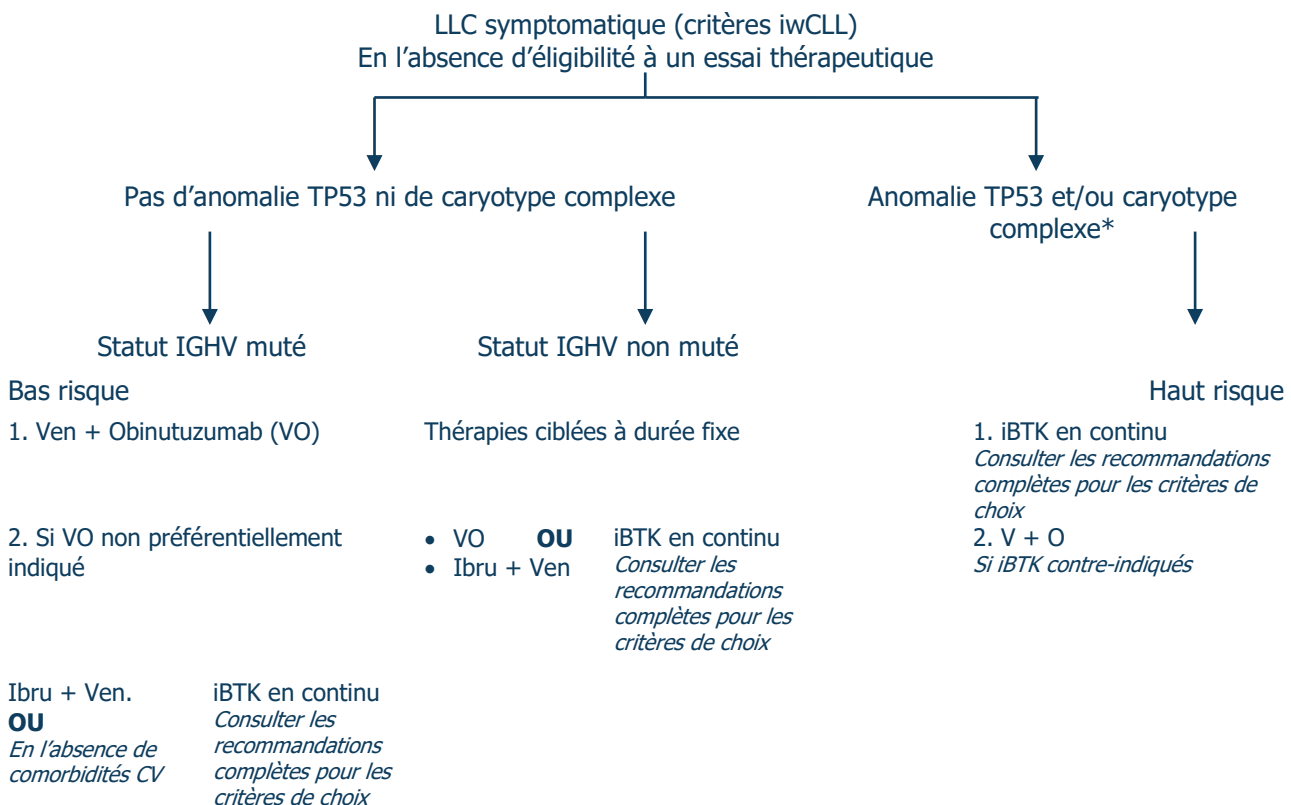 LLC symptomatique (critères iwCLL)
En l’absence d’éligibilité à un essai thérapeutique
Pas d’anomalie TP53 ni de caryotype complexe
Anomalie TP53 et/ou caryotype
complexe*
Statut IGHV muté
Statut IGHV non muté
Bas risque
Haut risque
1. Ven + Obinutuzumab (VO)
2. Si VO non préférentiellement
indiqué
Ibru + Ven.
OU
En l’absence de
comorbidités CV
iBTK en continu
Consulter les
recommandations
complètes pour les
critères de choix
Thérapies ciblées à durée fixe
• VO OU
• Ibru + Ven
iBTK en continu
Consulter les
recommandations
complètes pour les
critères de choix
1. iBTK en continu
Consulter les recommandations
complètes pour les critères de
choix
2. V + O
Si iBTK contre-indiqués